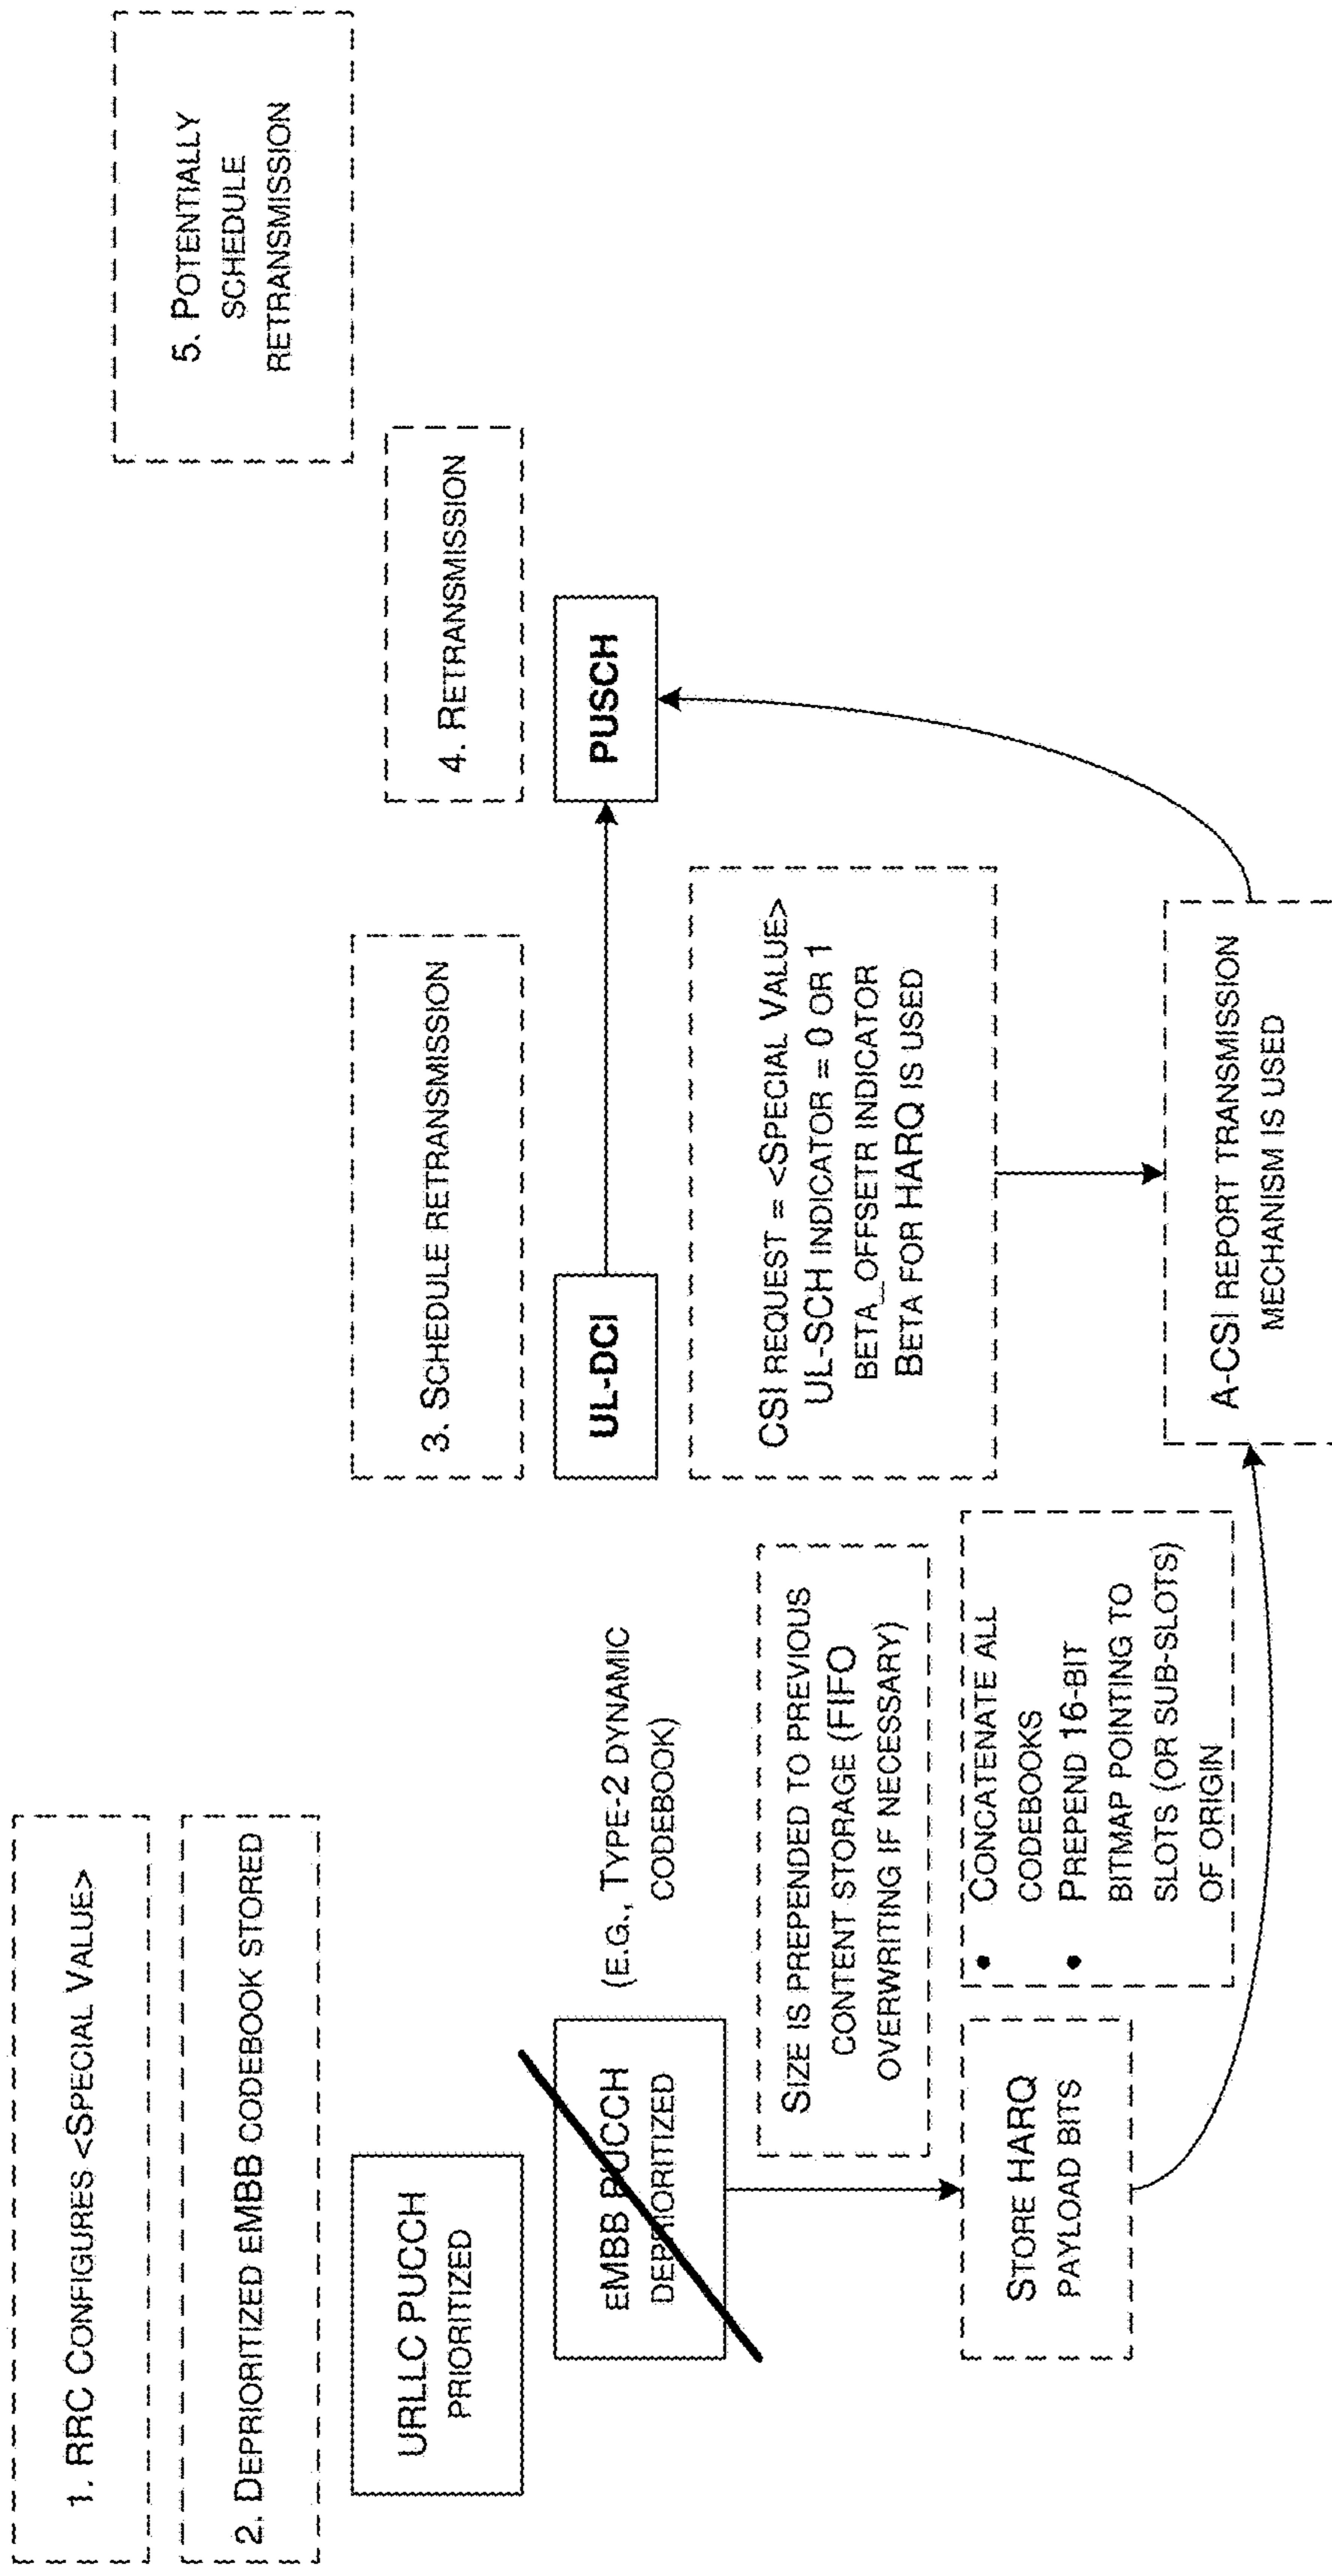 1. RRC CONFIGURES <SPECIAL VALUE>
2. DEPRIORITIZED EMBB CODEBOOK STORED
URLLC PUCCH
PRIORITIZED
EMBB PUCCH
DEPRIORITIZED
(E.G., TYPE-2 DYNAMIC
CODEBOOK)
SIZE IS PREPENDED TO PREVIOUS
CONTENT STORAGE (FIFO
OVERWRITING IF NECESSARY)
STORE HARQ
PAYLOAD BITS
• CONCATENATE ALL
CODEBOOKS
• PREPEND 16-BIT
BITMAP POINTING TO
SLOTS (OR SUB-SLOTS)
OF ORIGIN
3. SCHEDULE RETRANSMISSION
UL-DCI
CSI REQUEST = <SPECIAL VALUE>
UL-SCH INDICATOR = 0 OR 1
BETA_OFFSETR INDICATOR
BETA FOR HARQ IS USED
A-CSI REPORT TRANSMISSION
MECHANISM IS USED
4. RETRANSMISSION
PUSCH
5. POTENTIALLY
SCHEDULE
RETRANSMISSION